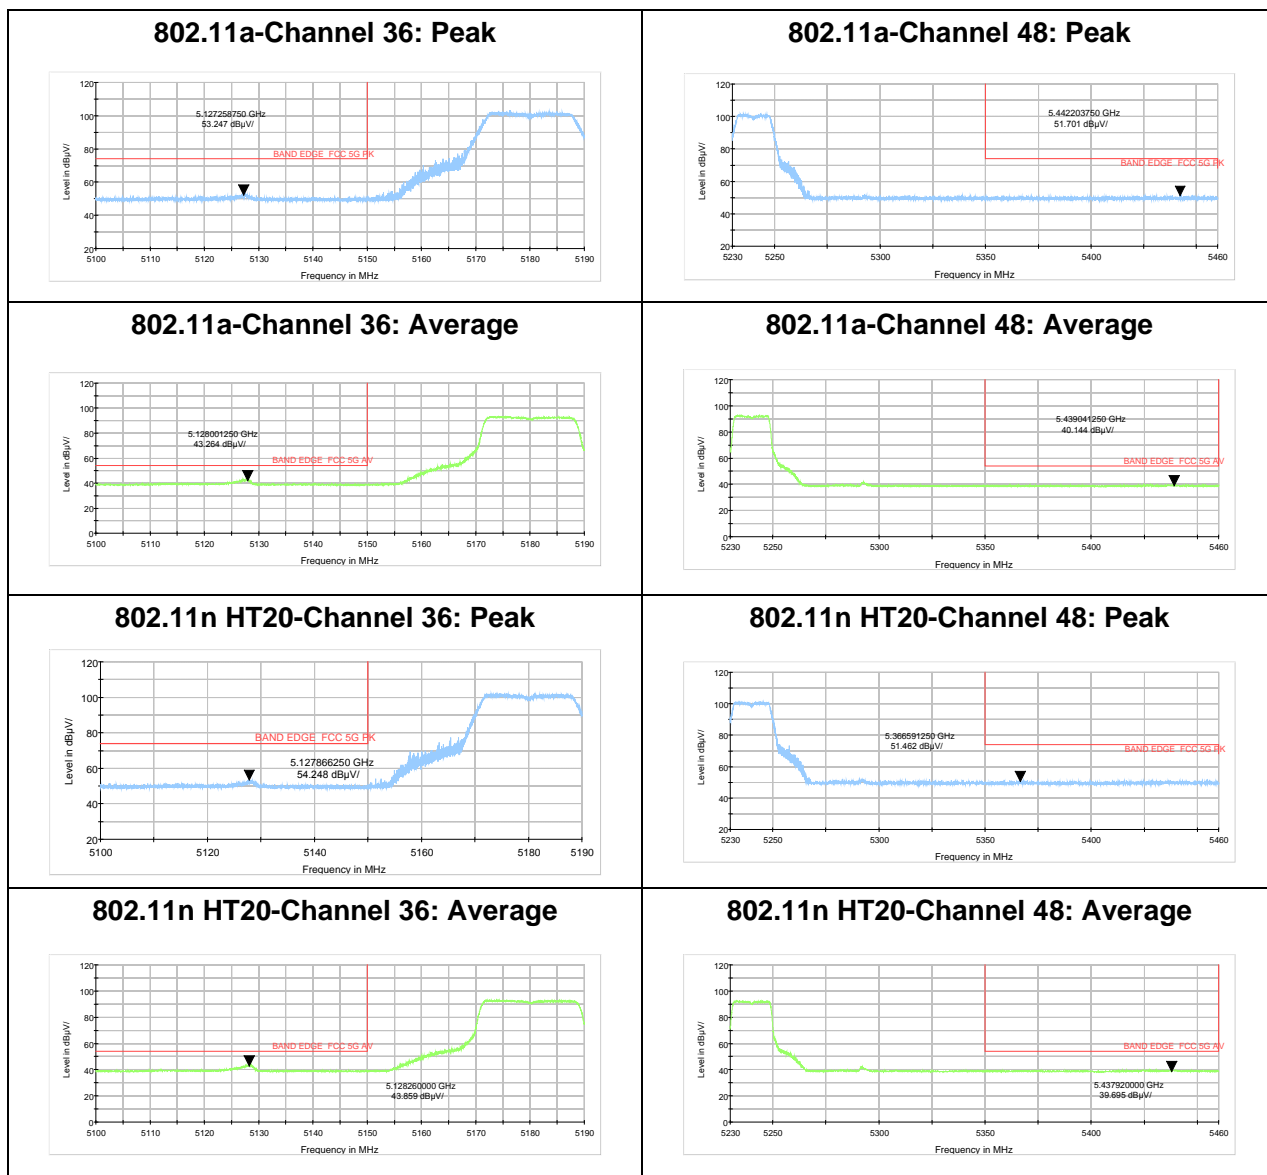 802.11a-Channel 36: Peak
120
100
80
60
40
20
Level in dBµV/
5.127258750 GHz
53.247 dBµV/
BAND EDGE FCC 5G PK
5100 5110 5120 5130 5140 5150 5160 5170 5180 5190
Frequency in MHz
802.11a-Channel 48: Peak
120
100
80
60
40
20
Level in dBµV/
5.442203750 GHz
51.701 dBµV/
BAND EDGE FCC 5G PK
5230 5250 5300 5350 5400 5460
Frequency in MHz
802.11a-Channel 36: Average
120
100
80
60
40
20
0
Level in dBµV/
5.128001250 GHz
43.264 dBµV/
BAND EDGE FCC 5G AV
5100 5110 5120 5130 5140 5150 5160 5170 5180 5190
Frequency in MHz
802.11a-Channel 48: Average
120
100
80
60
40
20
0
Level in dBµV/
5.439041250 GHz
40.144 dBµV/
BAND EDGE FCC 5G AV
5230 5250 5300 5350 5400 5460
Frequency in MHz
802.11n HT20-Channel 36: Peak
120
100
80
60
40
20
Level in dBµV/
BAND EDGE FCC 5G PK
5.127866250 GHz
54.248 dBµV/
5100 5120 5140 5160 5180 5190
Frequency in MHz
802.11n HT20-Channel 48: Peak
120
100
80
60
40
20
Level in dBµV/
5.366591250 GHz
51.462 dBµV/
BAND EDGE FCC 5G PK
5230 5250 5300 5350 5400 5460
Frequency in MHz
802.11n HT20-Channel 36: Average
120
100
80
60
40
20
0
Level in dBµV/
BAND EDGE FCC 5G AV
5.128260000 GHz
43.859 dBµV/
5100 5110 5120 5130 5140 5150 5160 5170 5180 5190
Frequency in MHz
802.11n HT20-Channel 48: Average
120
100
80
60
40
20
0
Level in dBµV/
BAND EDGE FCC 5G AV
5.437920000 GHz
39.695 dBµV/
5230 5250 5300 5350 5400 5460
Frequency in MHz